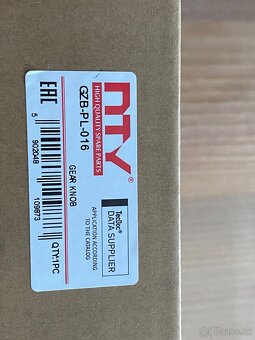 NTY®
HIGH QUALITY SPARE PARTS
GZB-PL-016
GEAR KNOB
EAC
5 902048 109873
QTY:1PC
TecDoc®
DATA SUPPLIER
APPLICATION ACCORDING
TO THE CATALOG
bazos.sk